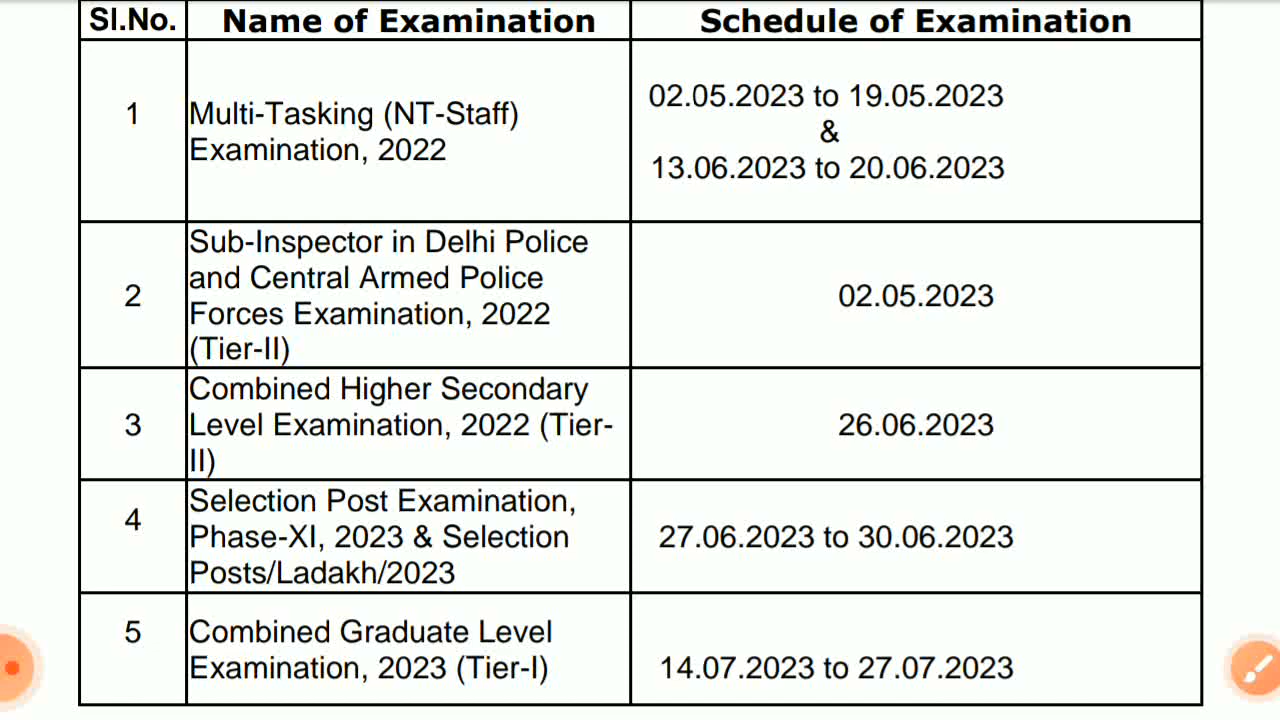 Sl.No. Name of Examination Schedule of Examination
1
Multi-Tasking (NT-Staff)
Examination, 2022
02.05.2023 to 19.05.2023
&
13.06.2023 to 20.06.2023
2
Sub-Inspector in Delhi Police
and Central Armed Police
Forces Examination, 2022
(Tier-II)
02.05.2023
3
Combined Higher Secondary
Level Examination, 2022 (Tier-
II)
26.06.2023
4
Selection Post Examination,
Phase-XI, 2023 & Selection
Posts/Ladakh/2023
27.06.2023 to 30.06.2023
5
Combined Graduate Level
Examination, 2023 (Tier-I)
14.07.2023 to 27.07.2023